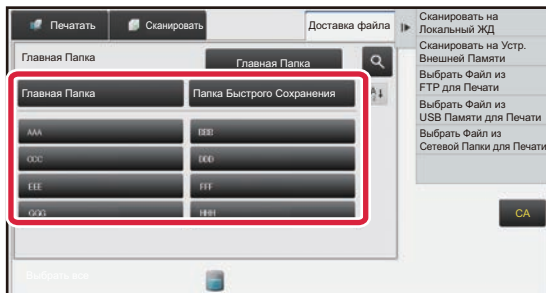 Печатать
Сканировать
Доставка файла
Главная Папка
Главная Папка
Главная Папка
Папка Быстрого Сохранения
AAA
BBB
CCC
DDD
EEE
FFF
GGG
HHH
Выбрать все
Сканировать на
Локальный ЖД
Сканировать на Устр.
Внешней Памяти
Выбрать Файл из
FTP для Печати
Выбрать Файл из
USB Памяти для Печати
Выбрать Файл из
Сетевой Папки для Печати
CA